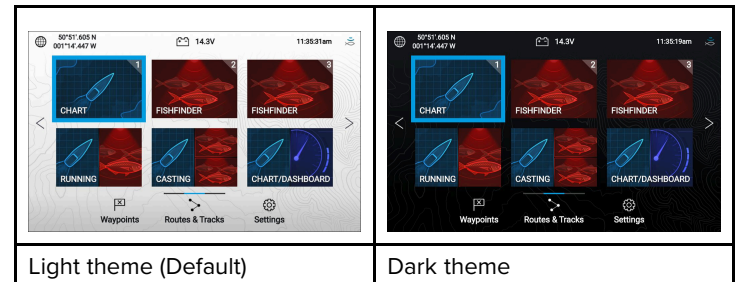 50°51'.605 N
001°14'.447 W
14.3V
11:35:31am
1
2
3
CHART
FISHFINDER
FISHFINDER
RUNNING
CASTING
CHART/DASHBOARD
Waypoints
Routes & Tracks
Settings
50°51'.605 N
001°14'.447 W
14.3V
11:35:19am
1
2
3
CHART
FISHFINDER
FISHFINDER
RUNNING
CASTING
CHART/DASHBOARD
Waypoints
Routes & Tracks
Settings
Light theme (Default)
Dark theme